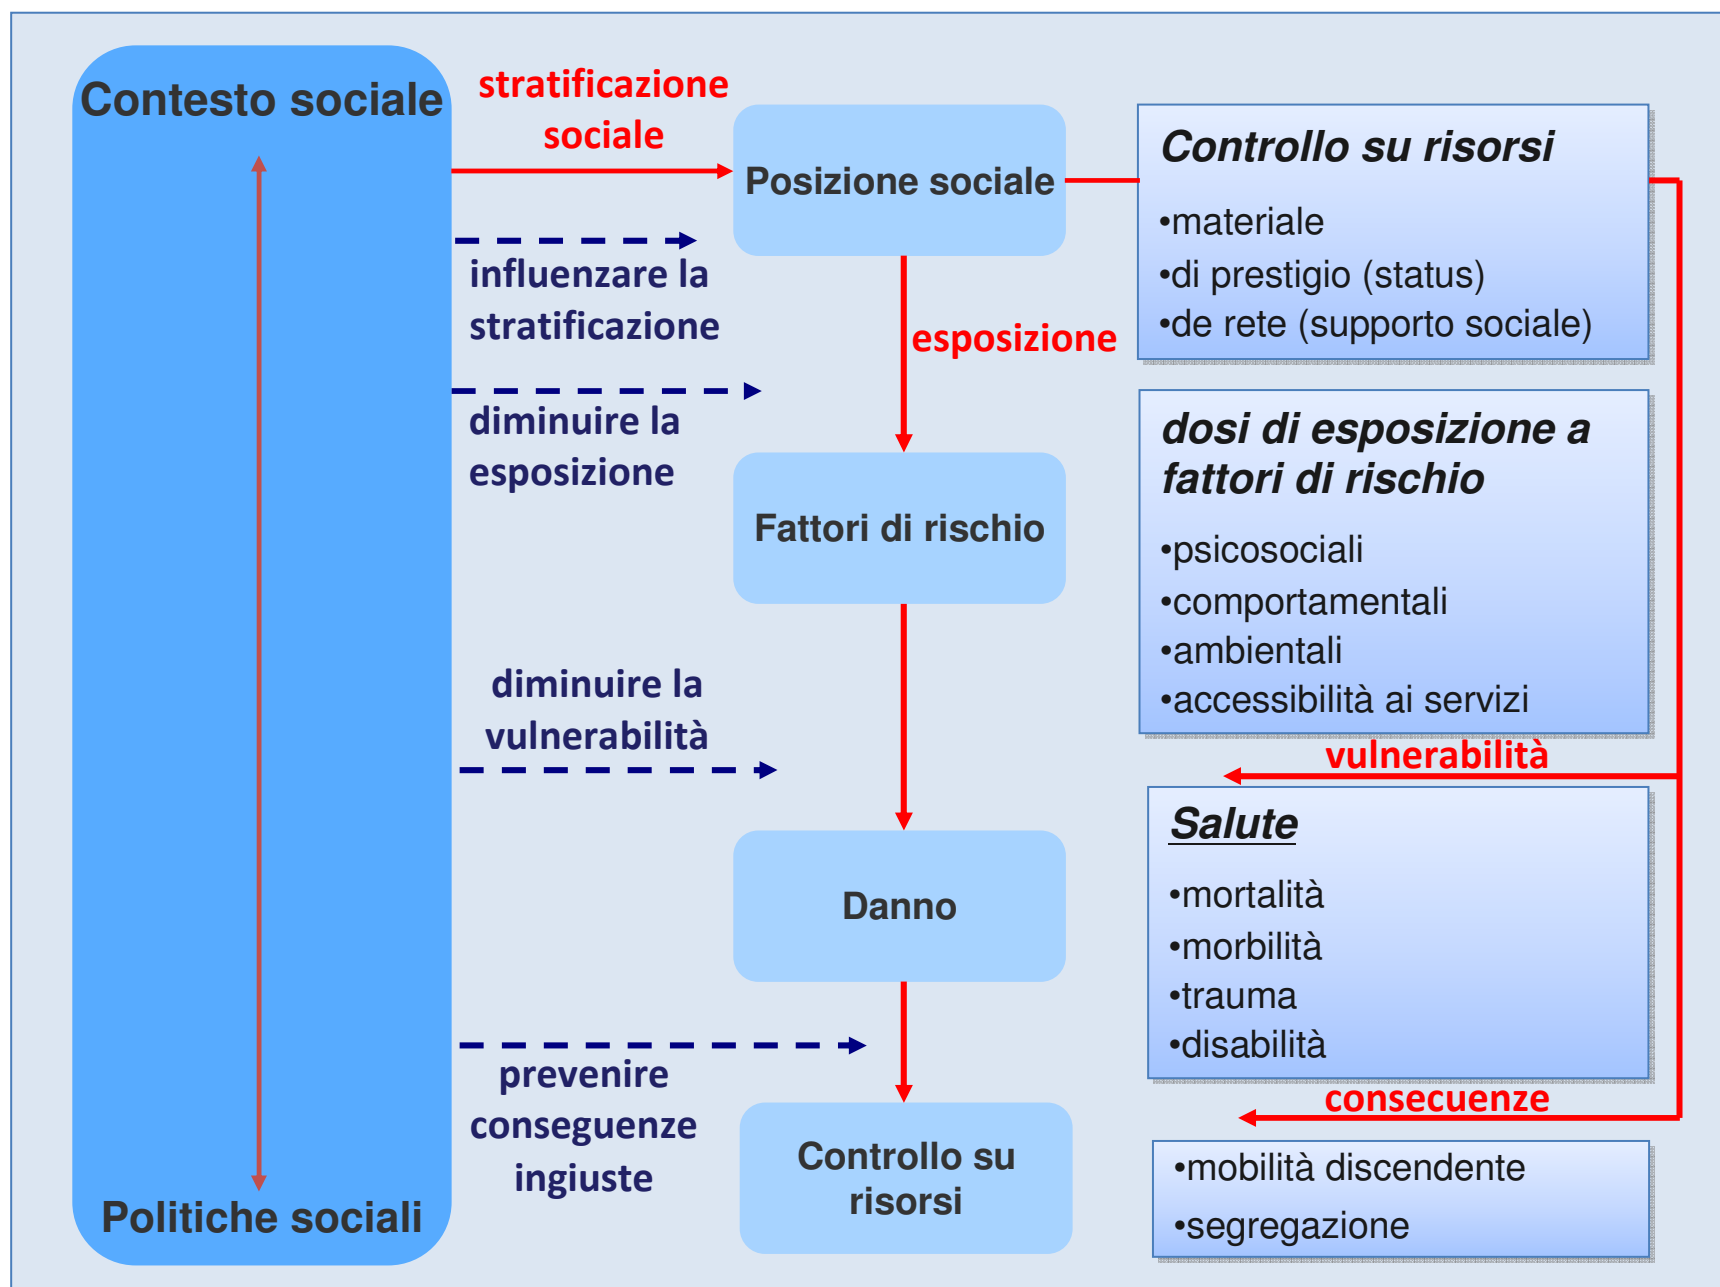 Contesto sociale
Politiche sociali
stratificazione
sociale
influenzare la
stratificazione
diminuire la
esposizione
diminuire la
vulnerabilità
prevenire
conseguenze
ingiuste
Posizione sociale
esposizione
Fattori di rischio
Danno
Controllo su
risorsi
Controllo su risorsi
•materiale
•di prestigio (status)
•de rete (supporto sociale)
dosi di esposizione a
fattori di rischio
•psicosociali
•comportamentali
•ambientali
•accessibilità ai servizi
vulnerabilità
Salute
•mortalità
•morbilità
•trauma
•disabilità
consecuenze
•mobilità discendente
•segregazione